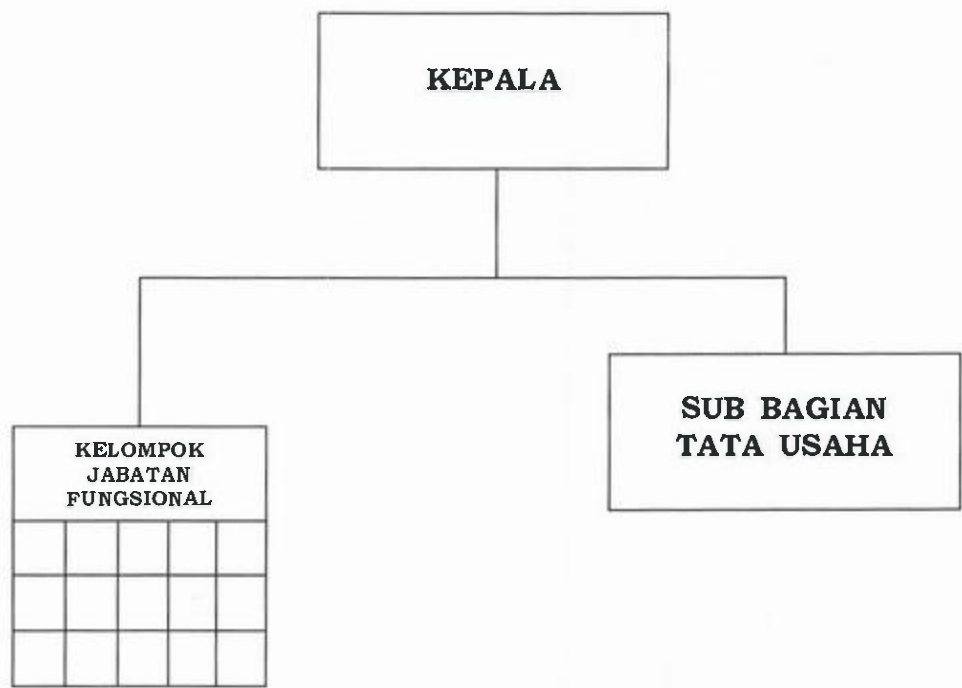 KEPALA
SUB BAGIAN
TATA USAHA
KELOMPOK
JABATAN
FUNGSIONAL